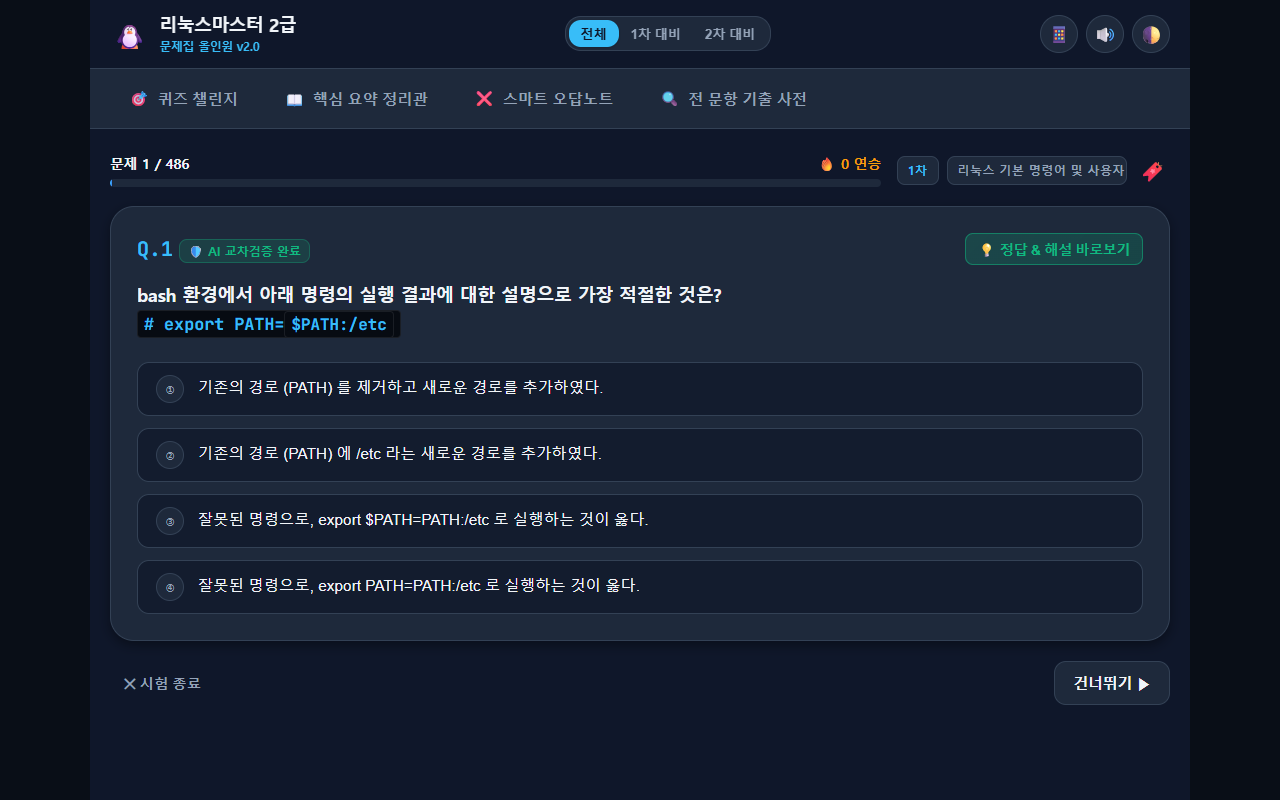 리눅스마스터 2급
문제집 올인원 v2.0
전체 1차 대비 2차 대비
퀴즈 챌린지 핵심 요약 정리관 스마트 오답노트 전 문항 기출 사전
문제 1 / 486
0 연승
1차
리눅스 기본 명령어 및 사용자
Q.1 AI 교차검증 완료
정답 & 해설 바로보기
bash 환경에서 아래 명령의 실행 결과에 대한 설명으로 가장 적절한 것은?
# export PATH=$PATH:/etc
① 기존의 경로 (PATH) 를 제거하고 새로운 경로를 추가하였다.
② 기존의 경로 (PATH) 에 /etc 라는 새로운 경로를 추가하였다.
③ 잘못된 명령으로, export $PATH=PATH:/etc 로 실행하는 것이 옳다.
④ 잘못된 명령으로, export PATH=PATH:/etc 로 실행하는 것이 옳다.
✕ 시험 종료
건너뛰기 ▶